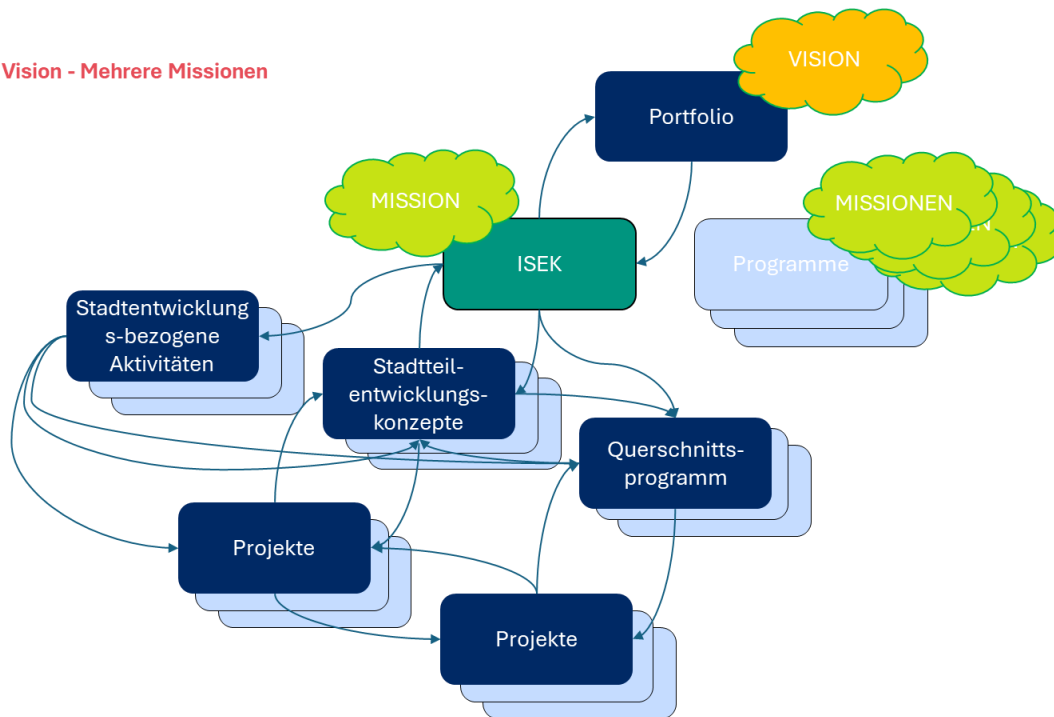 VISION
Vision - Mehrere Missionen
Portfolio
MISSION
MISSIONEN
ISEK
Programme
Stadtentwicklung
s-bezogene
Aktivitäten
Stadtteil-
entwicklungs-
konzepte
Querschnitts-
programm
Projekte
Projekte